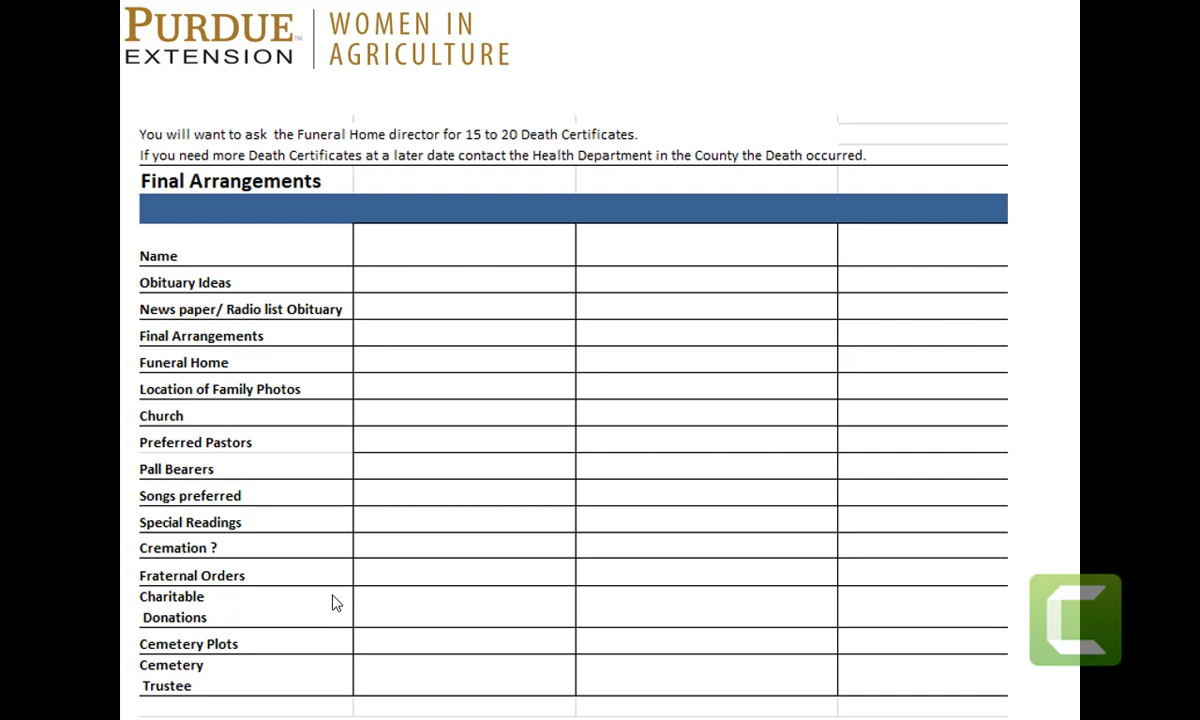 PURDUE™ EXTENSION
WOMEN IN AGRICULTURE
You will want to ask the Funeral Home director for 15 to 20 Death Certificates.
If you need more Death Certificates at a later date contact the Health Department in the County the Death occurred.
Final Arrangements
Name
Obituary Ideas
News paper/ Radio list Obituary
Final Arrangements
Funeral Home
Location of Family Photos
Church
Preferred Pastors
Pall Bearers
Songs preferred
Special Readings
Cremation ?
Fraternal Orders
Charitable
Donations
Cemetery Plots
Cemetery
Trustee